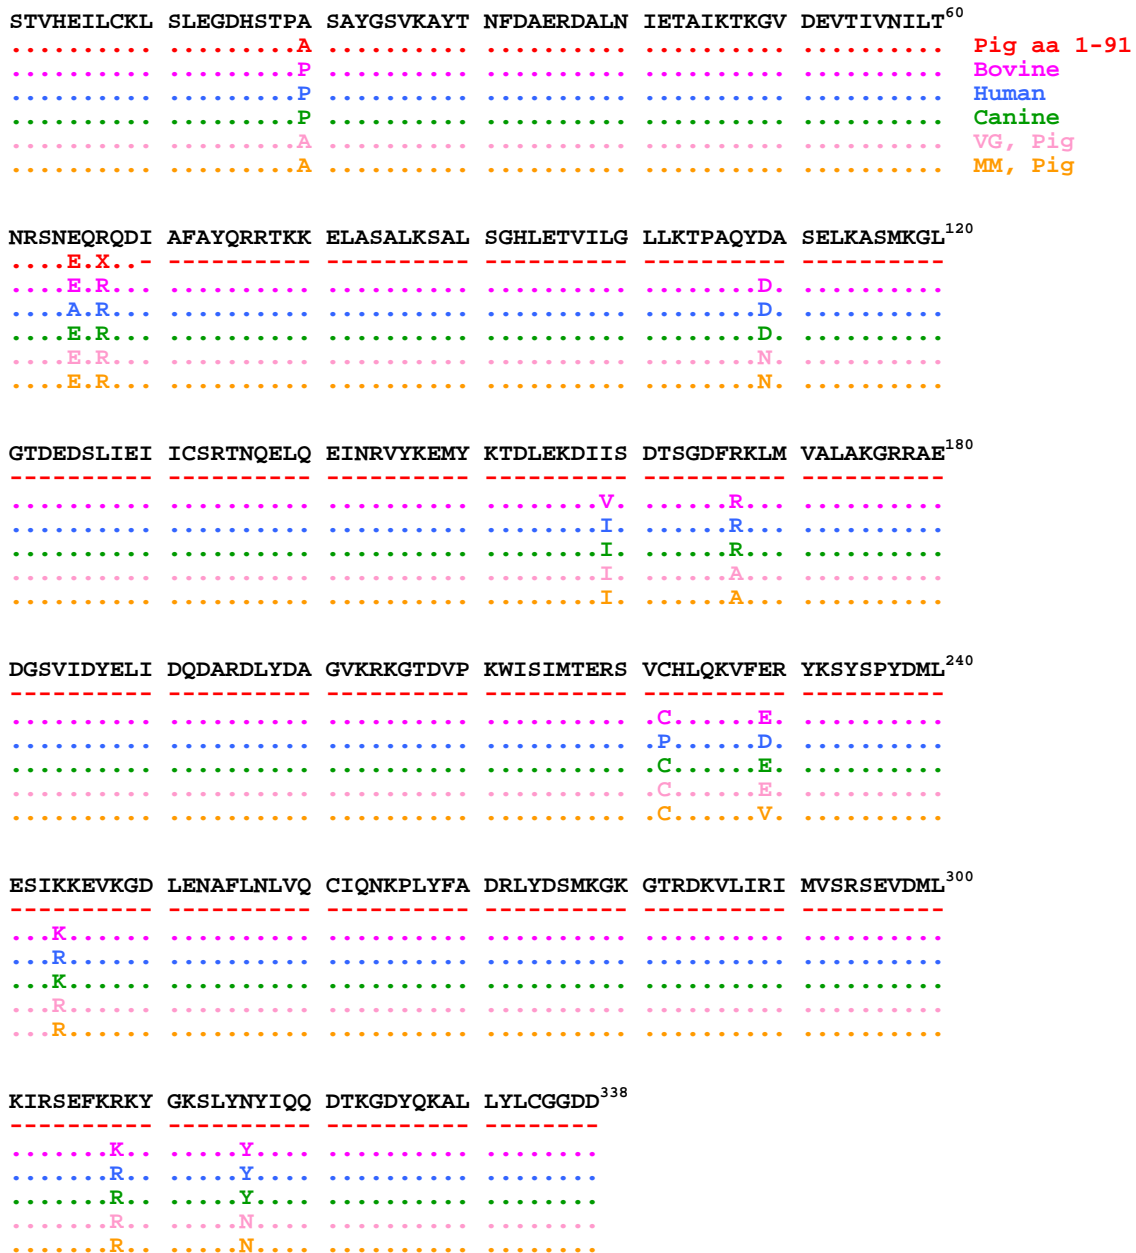 STVHEILCKL SLEGDHSTPA SAYGSVKAYT NFDAERDALN IETAIKTKGV DEVTIVNILT60
.......... .........A .......... .......... .......... .......... Pig aa 1-91
.......... .........P .......... .......... .......... .......... Bovine
.......... .........P .......... .......... .......... .......... Human
.......... .........P .......... .......... .......... .......... Canine
.......... .........A .......... .......... .......... .......... VG, Pig
.......... .........A .......... .......... .......... .......... MM, Pig
NRSNEQRQDI AFAYQRRTKK ELASALKSAL SGHLETVILG LLKTPAQYDA SELKASMKGL120
....E.X..- ---------- ---------- ---------- ---------- ----------
....E.R... .......... .......... .......... ........D. ..........
....A.R... .......... .......... .......... ........D. ..........
....E.R... .......... .......... .......... ........D. ..........
....E.R... .......... .......... .......... ........N. ..........
....E.R... .......... .......... .......... ........N. ..........
GTDEDSLIEI ICSRTNQELQ EINRVYKEMY KTDLEKDIIS DTSGDFRKLM VALAKGRRAE180
---------- ---------- ---------- ---------- ---------- ----------
.......... .......... .......... ........V. ......R... ..........
.......... .......... .......... ........I. ......R... ..........
.......... .......... .......... ........I. ......R... ..........
.......... .......... .......... ........I. ......A... ..........
.......... .......... .......... ........I. ......A... ..........
DGSVIDYELI DQDARDLYDA GVKRKGTDVP KWISIMTERS VCHLQKVFER YKSYSPYDML240
---------- ---------- ---------- ---------- ---------- ----------
.......... .......... .......... .......... .C......E. ..........
.......... .......... .......... .......... .P......D. ..........
.......... .......... .......... .......... .C......E. ..........
.......... .......... .......... .......... .C......E. ..........
.......... .......... .......... .......... .C......V. ..........
ESIKKEVKGD LENAFLNLVQ CIQNKPLYFA DRLYDSMKGK GTRDKVLIRI MVSRSEVDML300
---------- ---------- ---------- ---------- ---------- ----------
...K...... .......... .......... .......... .......... ..........
...R...... .......... .......... .......... .......... ..........
...K...... .......... .......... .......... .......... ..........
...R...... .......... .......... .......... .......... ..........
...R...... .......... .......... .......... .......... ..........
KIRSEFKRKY GKSLYNYIQQ DTKGDYQKAL LYLCGGDD338
---------- ---------- ---------- --------
.......K.. .....Y.... .......... ........
.......R.. .....Y.... .......... ........
.......R.. .....Y.... .......... ........
.......R.. .....N.... .......... ........
.......R.. .....N.... .......... ........